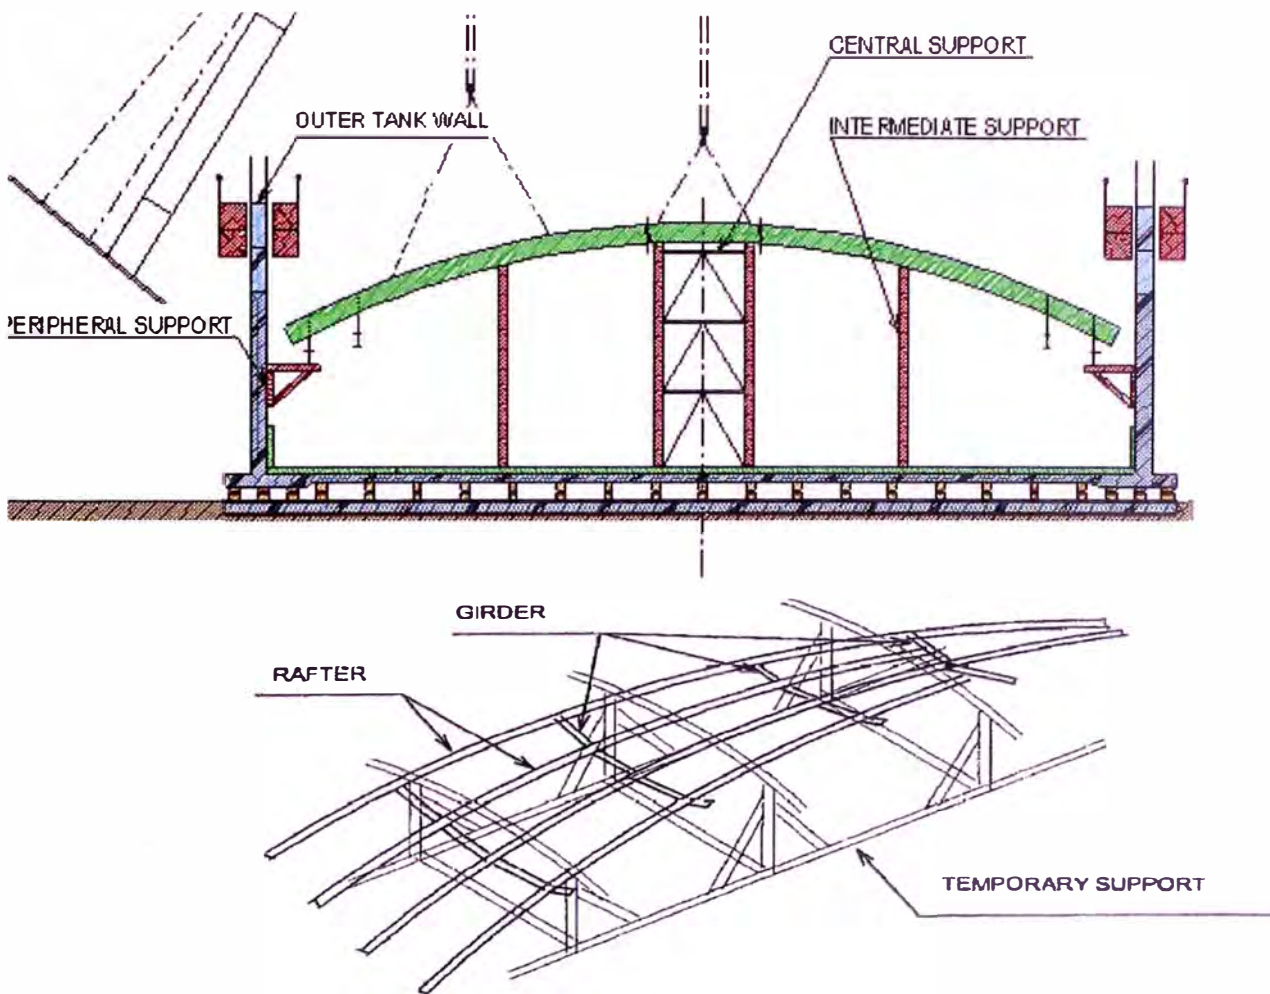 CENTRAL SUPPORT
OUTER TANK WALL
INTERMEDIATE SUPPORT
PERIPHERAL SUPPORT
GIRDER
RAFTER
TEMPORARY SUPPORT